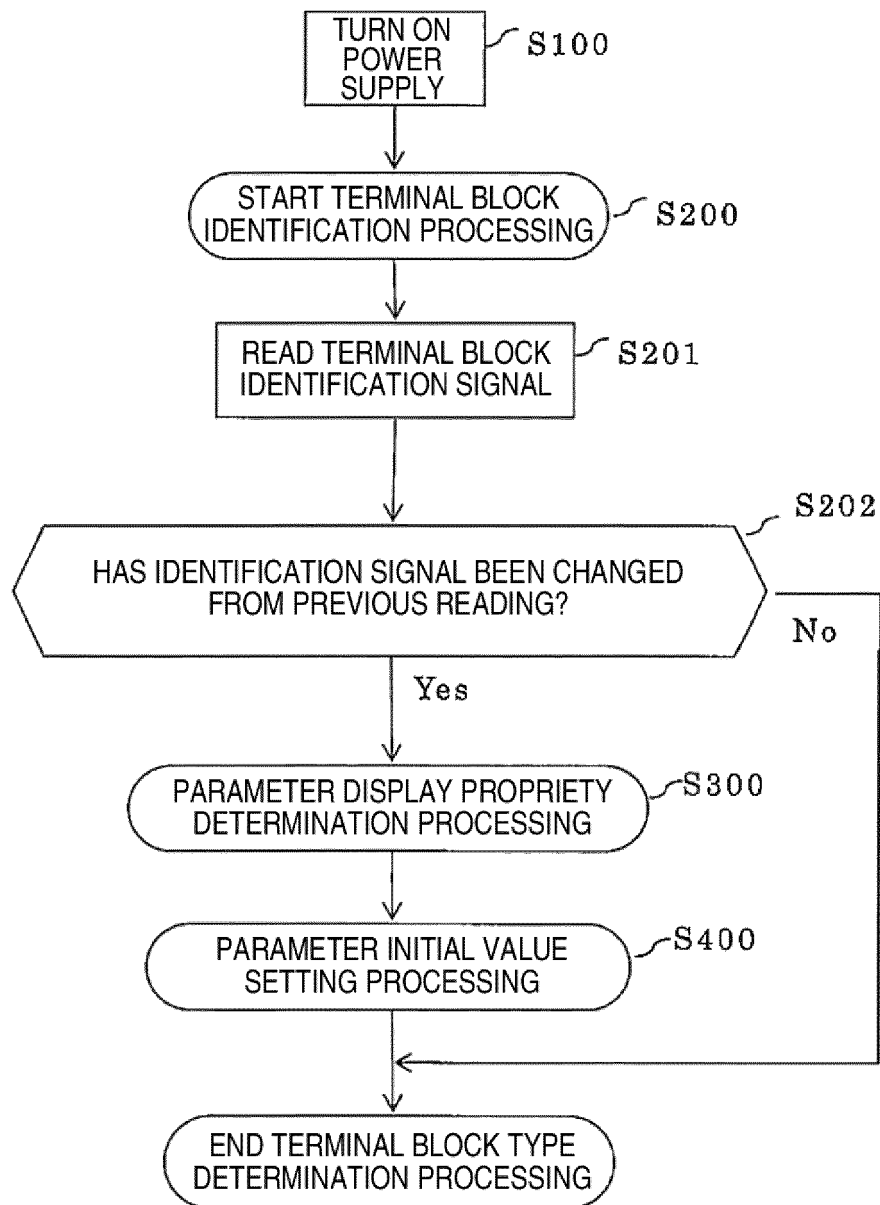 TURN ON
POWER
SUPPLY
S100
START TERMINAL BLOCK
IDENTIFICATION PROCESSING
S200
READ TERMINAL BLOCK
IDENTIFICATION SIGNAL
S201
S202
HAS IDENTIFICATION SIGNAL BEEN CHANGED
FROM PREVIOUS READING?
No
Yes
PARAMETER DISPLAY PROPRIETY
DETERMINATION PROCESSING
S300
PARAMETER INITIAL VALUE
SETTING PROCESSING
S400
END TERMINAL BLOCK TYPE
DETERMINATION PROCESSING